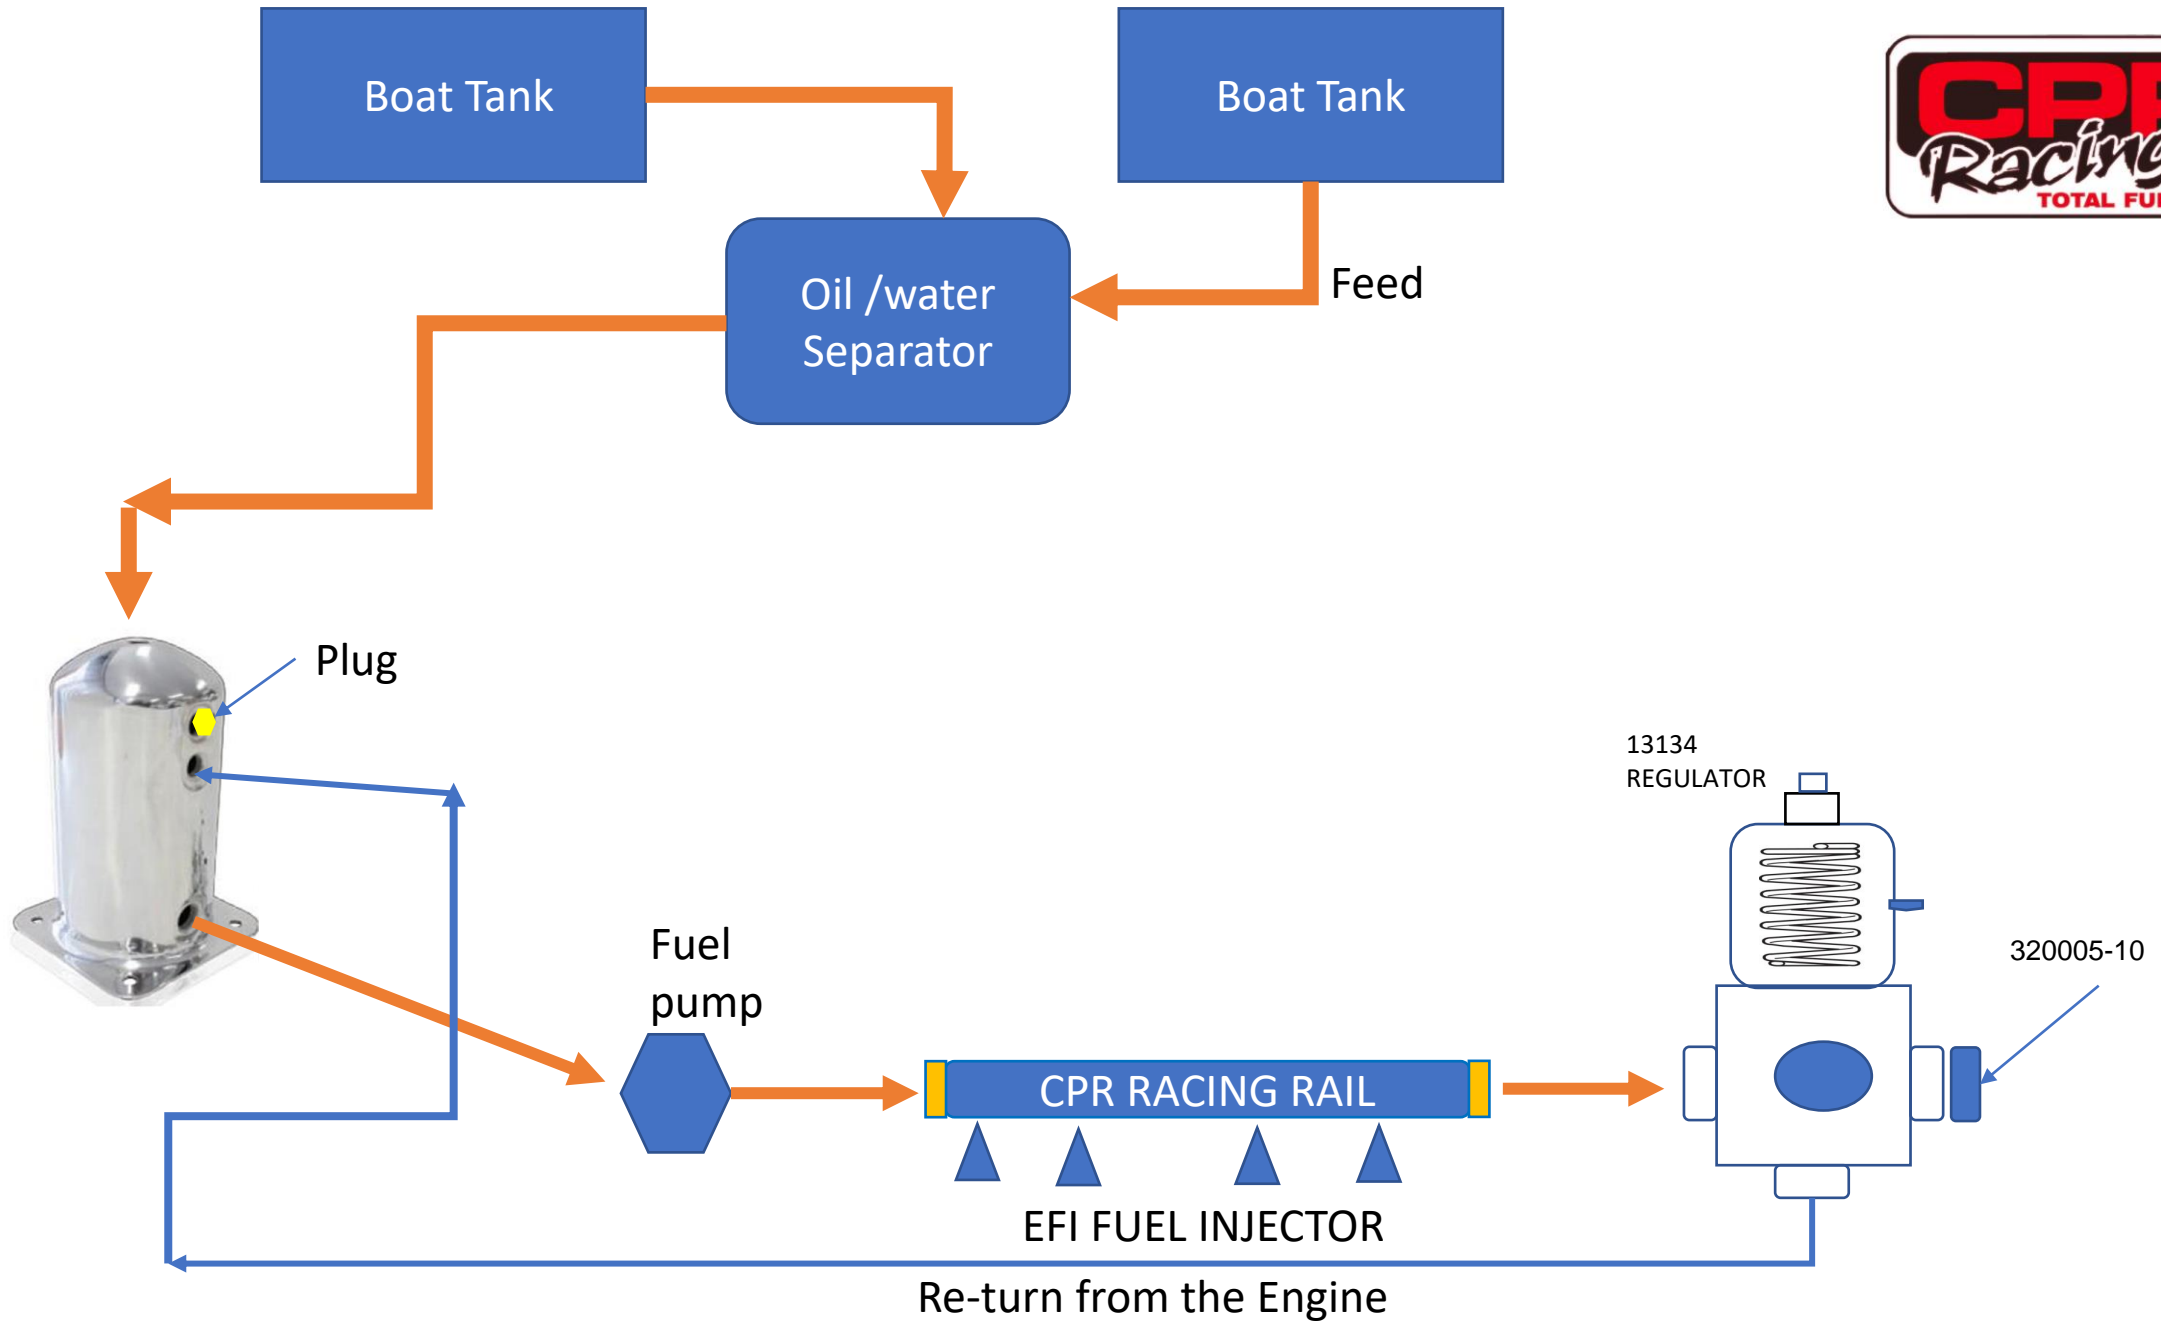 Boat Tank
Boat Tank
CPR
Racing
TOTAL
Oil /water
Separator
Feed
Plug
13134
REGULATOR
Fuel
pump
320005-10
CPR RACING RAIL
EFI FUEL INJECTOR
Re-turn from the Engine